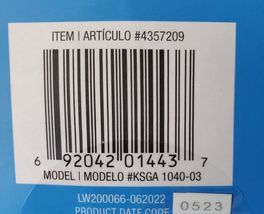 ITEM | ARTÍCULO #4357209
6 92042 01443 7
MODEL | MODELO #KSGA 1040-03
LW200066-062022
PRODUCT DATE CODE 0523